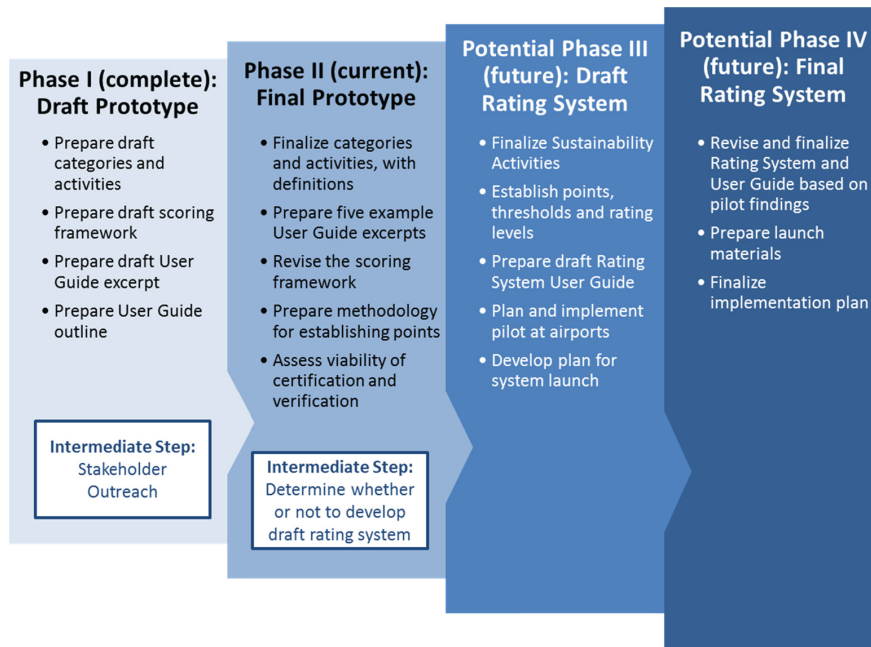 Phase I (complete):
Draft Prototype
• Prepare draft
categories and
activities
• Prepare draft scoring
framework
• Prepare draft User
Guide excerpt
• Prepare User Guide
outline
Intermediate Step:
Stakeholder
Outreach
Phase II (current):
Final Prototype
• Finalize categories
and activities, with
definitions
• Prepare five example
User Guide excerpts
• Revise the scoring
framework
• Prepare methodology
for establishing points
• Assess viability of
certification and
verification
Intermediate Step:
Determine whether
or not to develop
draft rating system
Potential Phase III
(future): Draft
Rating System
• Finalize Sustainability
Activities
• Establish points,
thresholds and rating
levels
• Prepare draft Rating
System User Guide
• Plan and implement
pilot at airports
• Develop plan for
system launch
Potential Phase IV
(future): Final
Rating System
• Revise and finalize
Rating System and
User Guide based on
pilot findings
• Prepare launch
materials
• Finalize
implementation plan